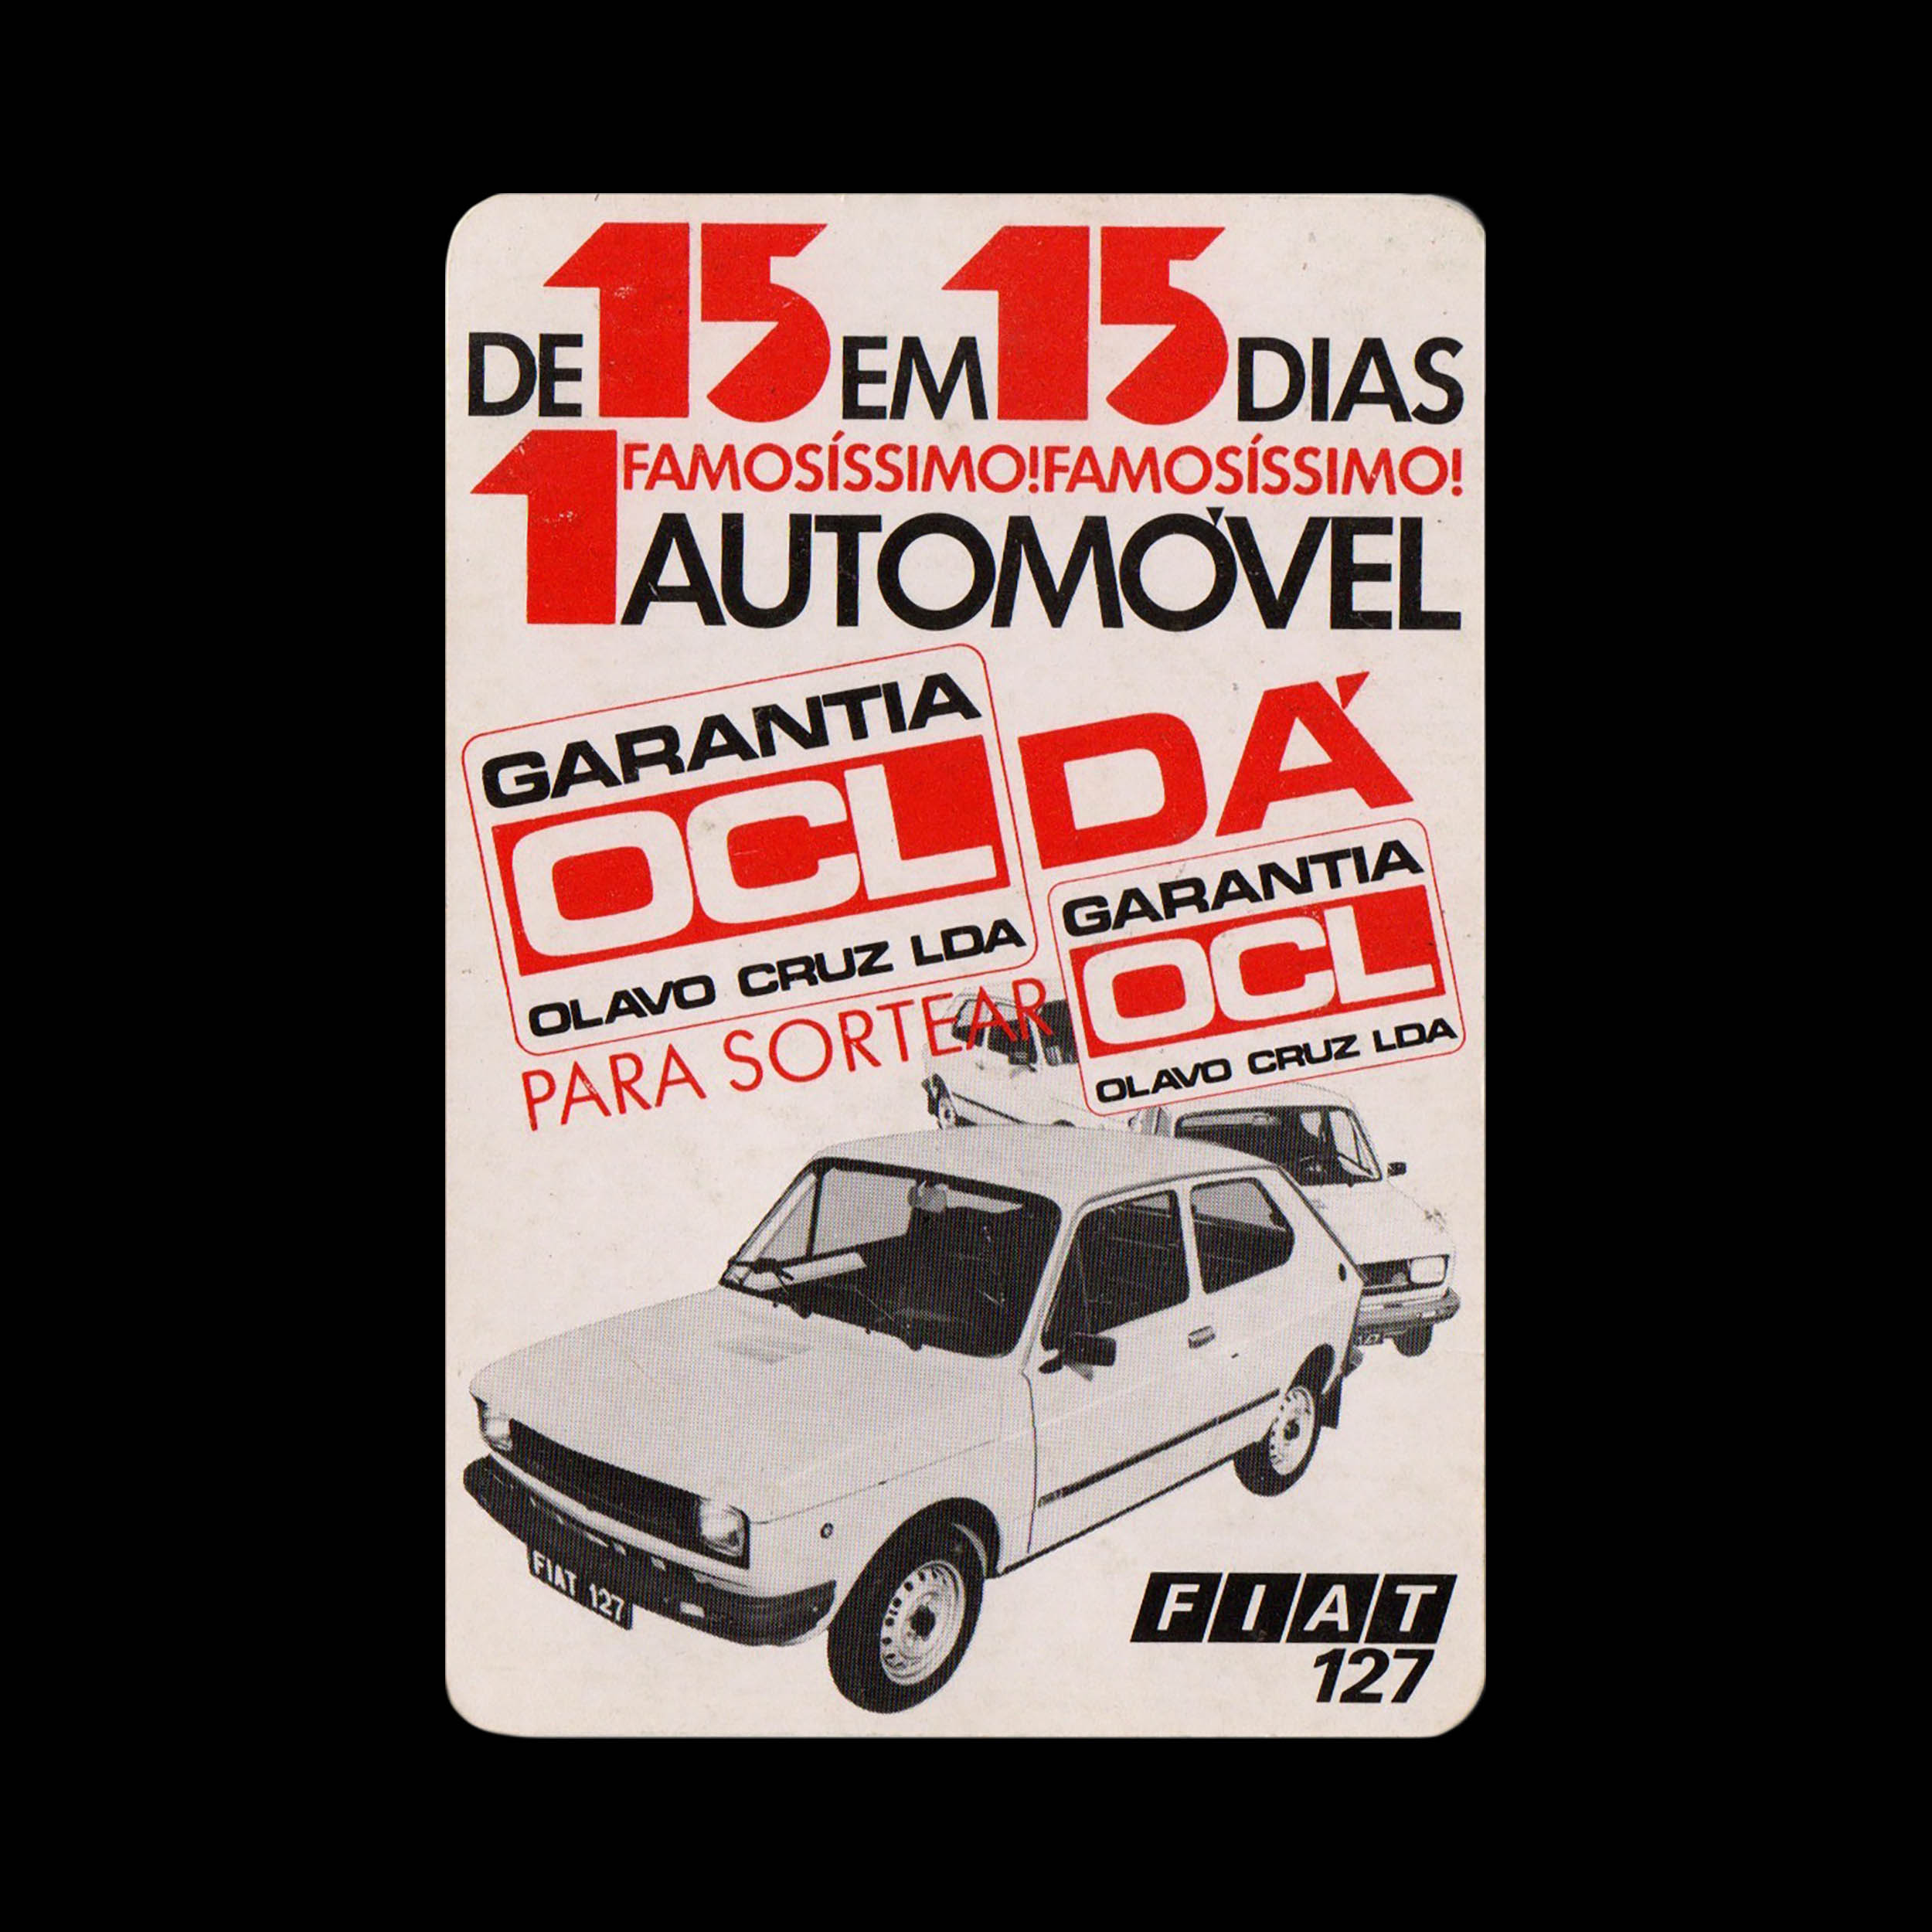 DE 15 EM 15 DIAS
1 FAMOSÍSSIMO! FAMOSÍSSIMO!
AUTOMÓVEL
GARANTIA
OCL
OLAVO CRUZ LDA
DÁ
PARA SORTEAR
GARANTIA
OCL
OLAVO CRUZ LDA
FIAT 127
FIAT
127